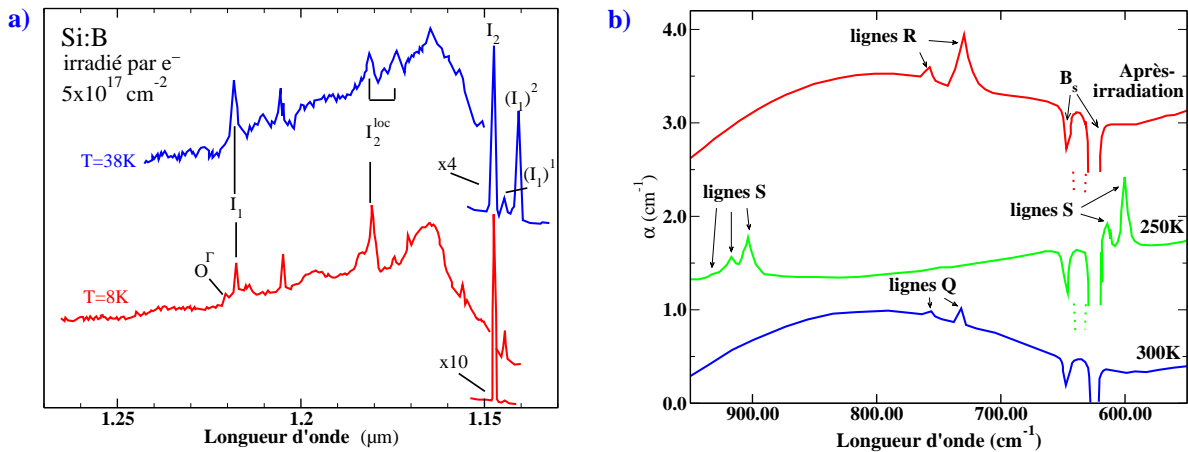 a)
Si:B
irradié par e⁻
5x10¹⁷ cm⁻²
T=38K
T=8K
I₁
O^Γ
I₂^loc
I₂
(I₁)²
(I₁)¹
x4
x10
1.25
1.2
1.15
Longueur d'onde (µm)
b)
4.0
3.0
2.0
1.0
0.0
α (cm⁻¹)
lignes R
Bₛ
Après-
irradiation
lignes S
lignes S
250K
lignes Q
300K
900.00
800.00
700.00
600.00
Longueur d'onde (cm⁻¹)